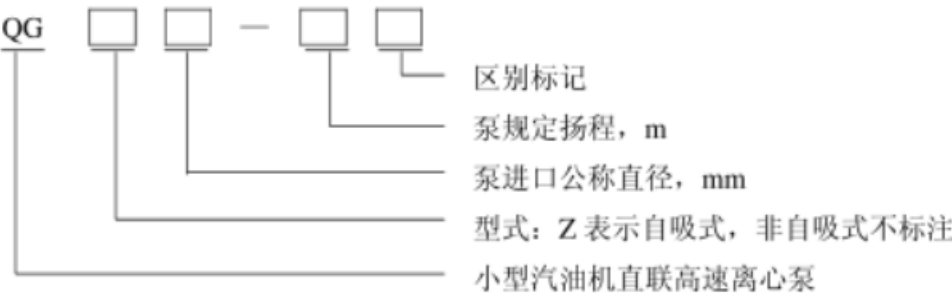 QG —
区别标记
泵规定扬程，m
泵进口公称直径，mm
型式：Z 表示自吸式，非自吸式不标注
小型汽油机直联高速离心泵